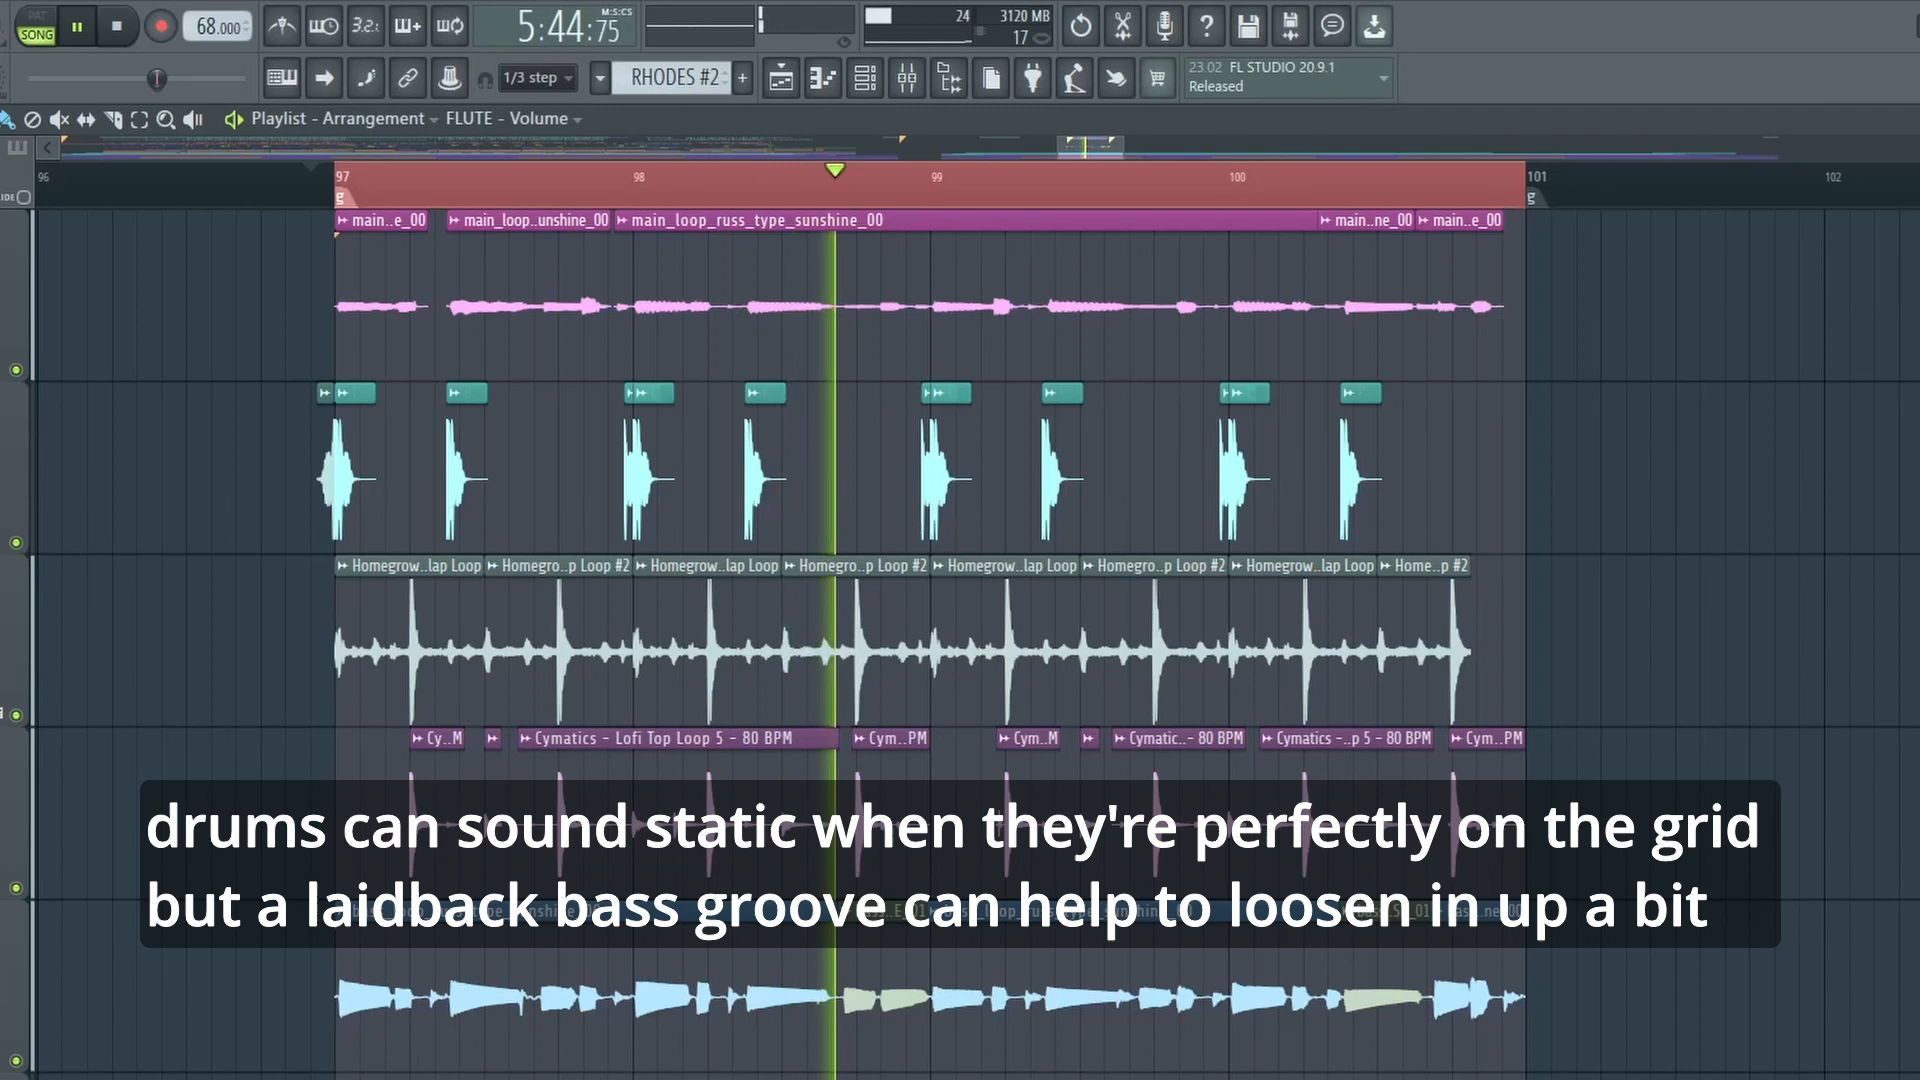 PAT
SONG
68.000
3.2.
5:44:75
M:S:CS
24
3120 MB
17
1/3 step
RHODES #2
23.02 FL STUDIO 20.9.1
Released
Playlist - Arrangement
FLUTE - Volume
96
97
98
99
100
101
102
g
g
main..e_00
main_loop..unshine_00
main_loop_russ_type_sunshine_00
main..ne_00
main..e_00
Homegrow..lap Loop
Homegro..p Loop #2
Homegrow..lap Loop
Homegro..p Loop #2
Homegrow..lap Loop
Homegro..p Loop #2
Homegrow..lap Loop
Home..p #2
Cy..M
Cymatics - Lofi Top Loop 5 - 80 BPM
Cym..PM
Cym..M
Cymatic..- 80 BPM
Cymatics -..p 5 - 80 BPM
Cym..PM
drums can sound static when they're perfectly on the grid
but a laidback bass groove can help to loosen in up a bit